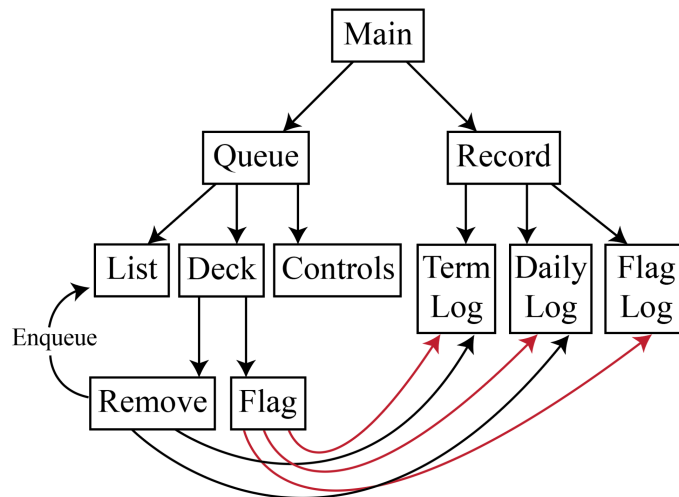 Main
Queue
Record
List
Deck
Controls
Term
Log
Daily
Log
Flag
Log
Enqueue
Remove
Flag